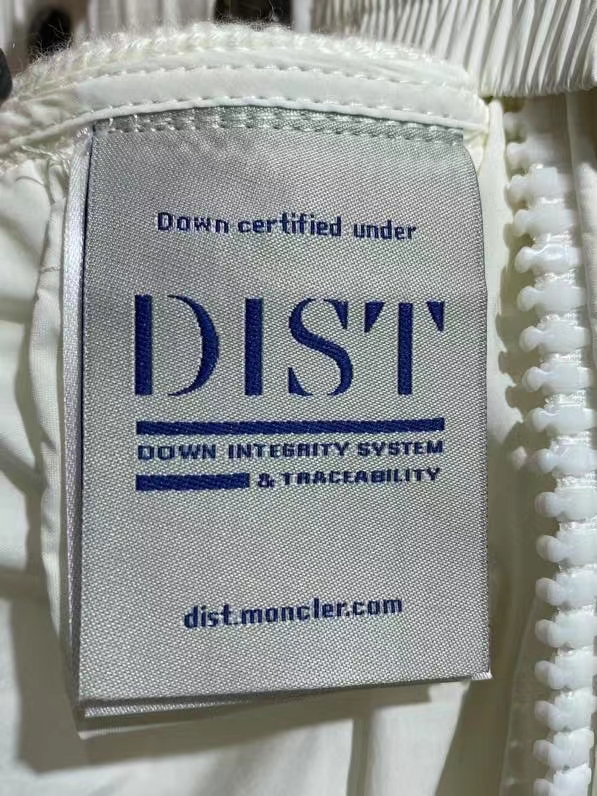 Down certified under
DIST
DOWN INTEGRITY SYSTEM
& TRACEABILITY
dist.moncler.com